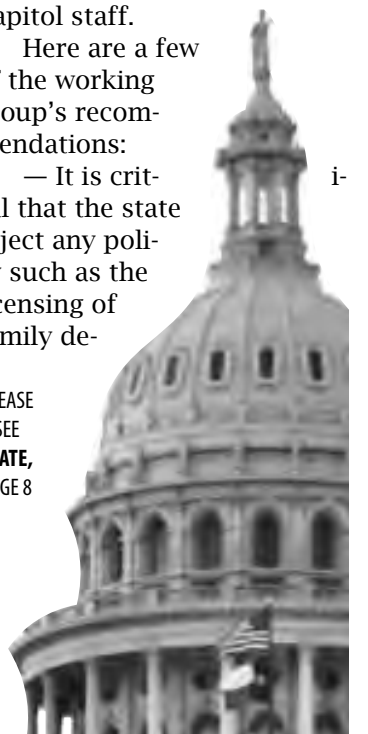 apitol staff.
Here are a few
f the working
oup's recom-
endations:
— It is crit- i-
l that the state
ject any poli-
y such as the
censing of
mily de-
EASE
SEE
ATE,
GE 8